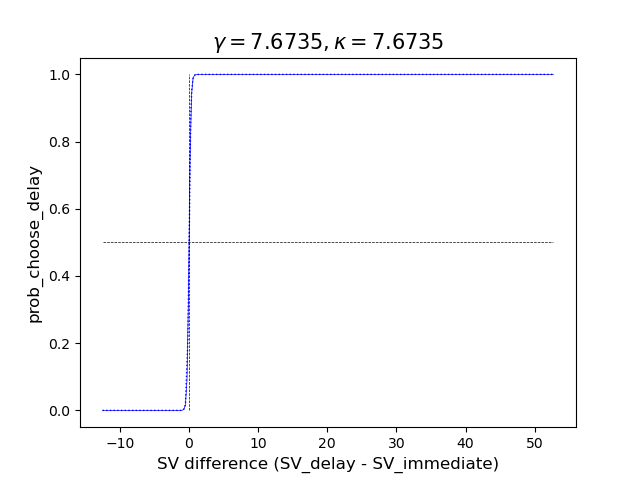 γ = 7.6735, κ = 7.6735
1.0
0.8
0.6
0.4
0.2
0.0
prob_choose_delay
−10 0 10 20 30 40 50
SV difference (SV_delay - SV_immediate)